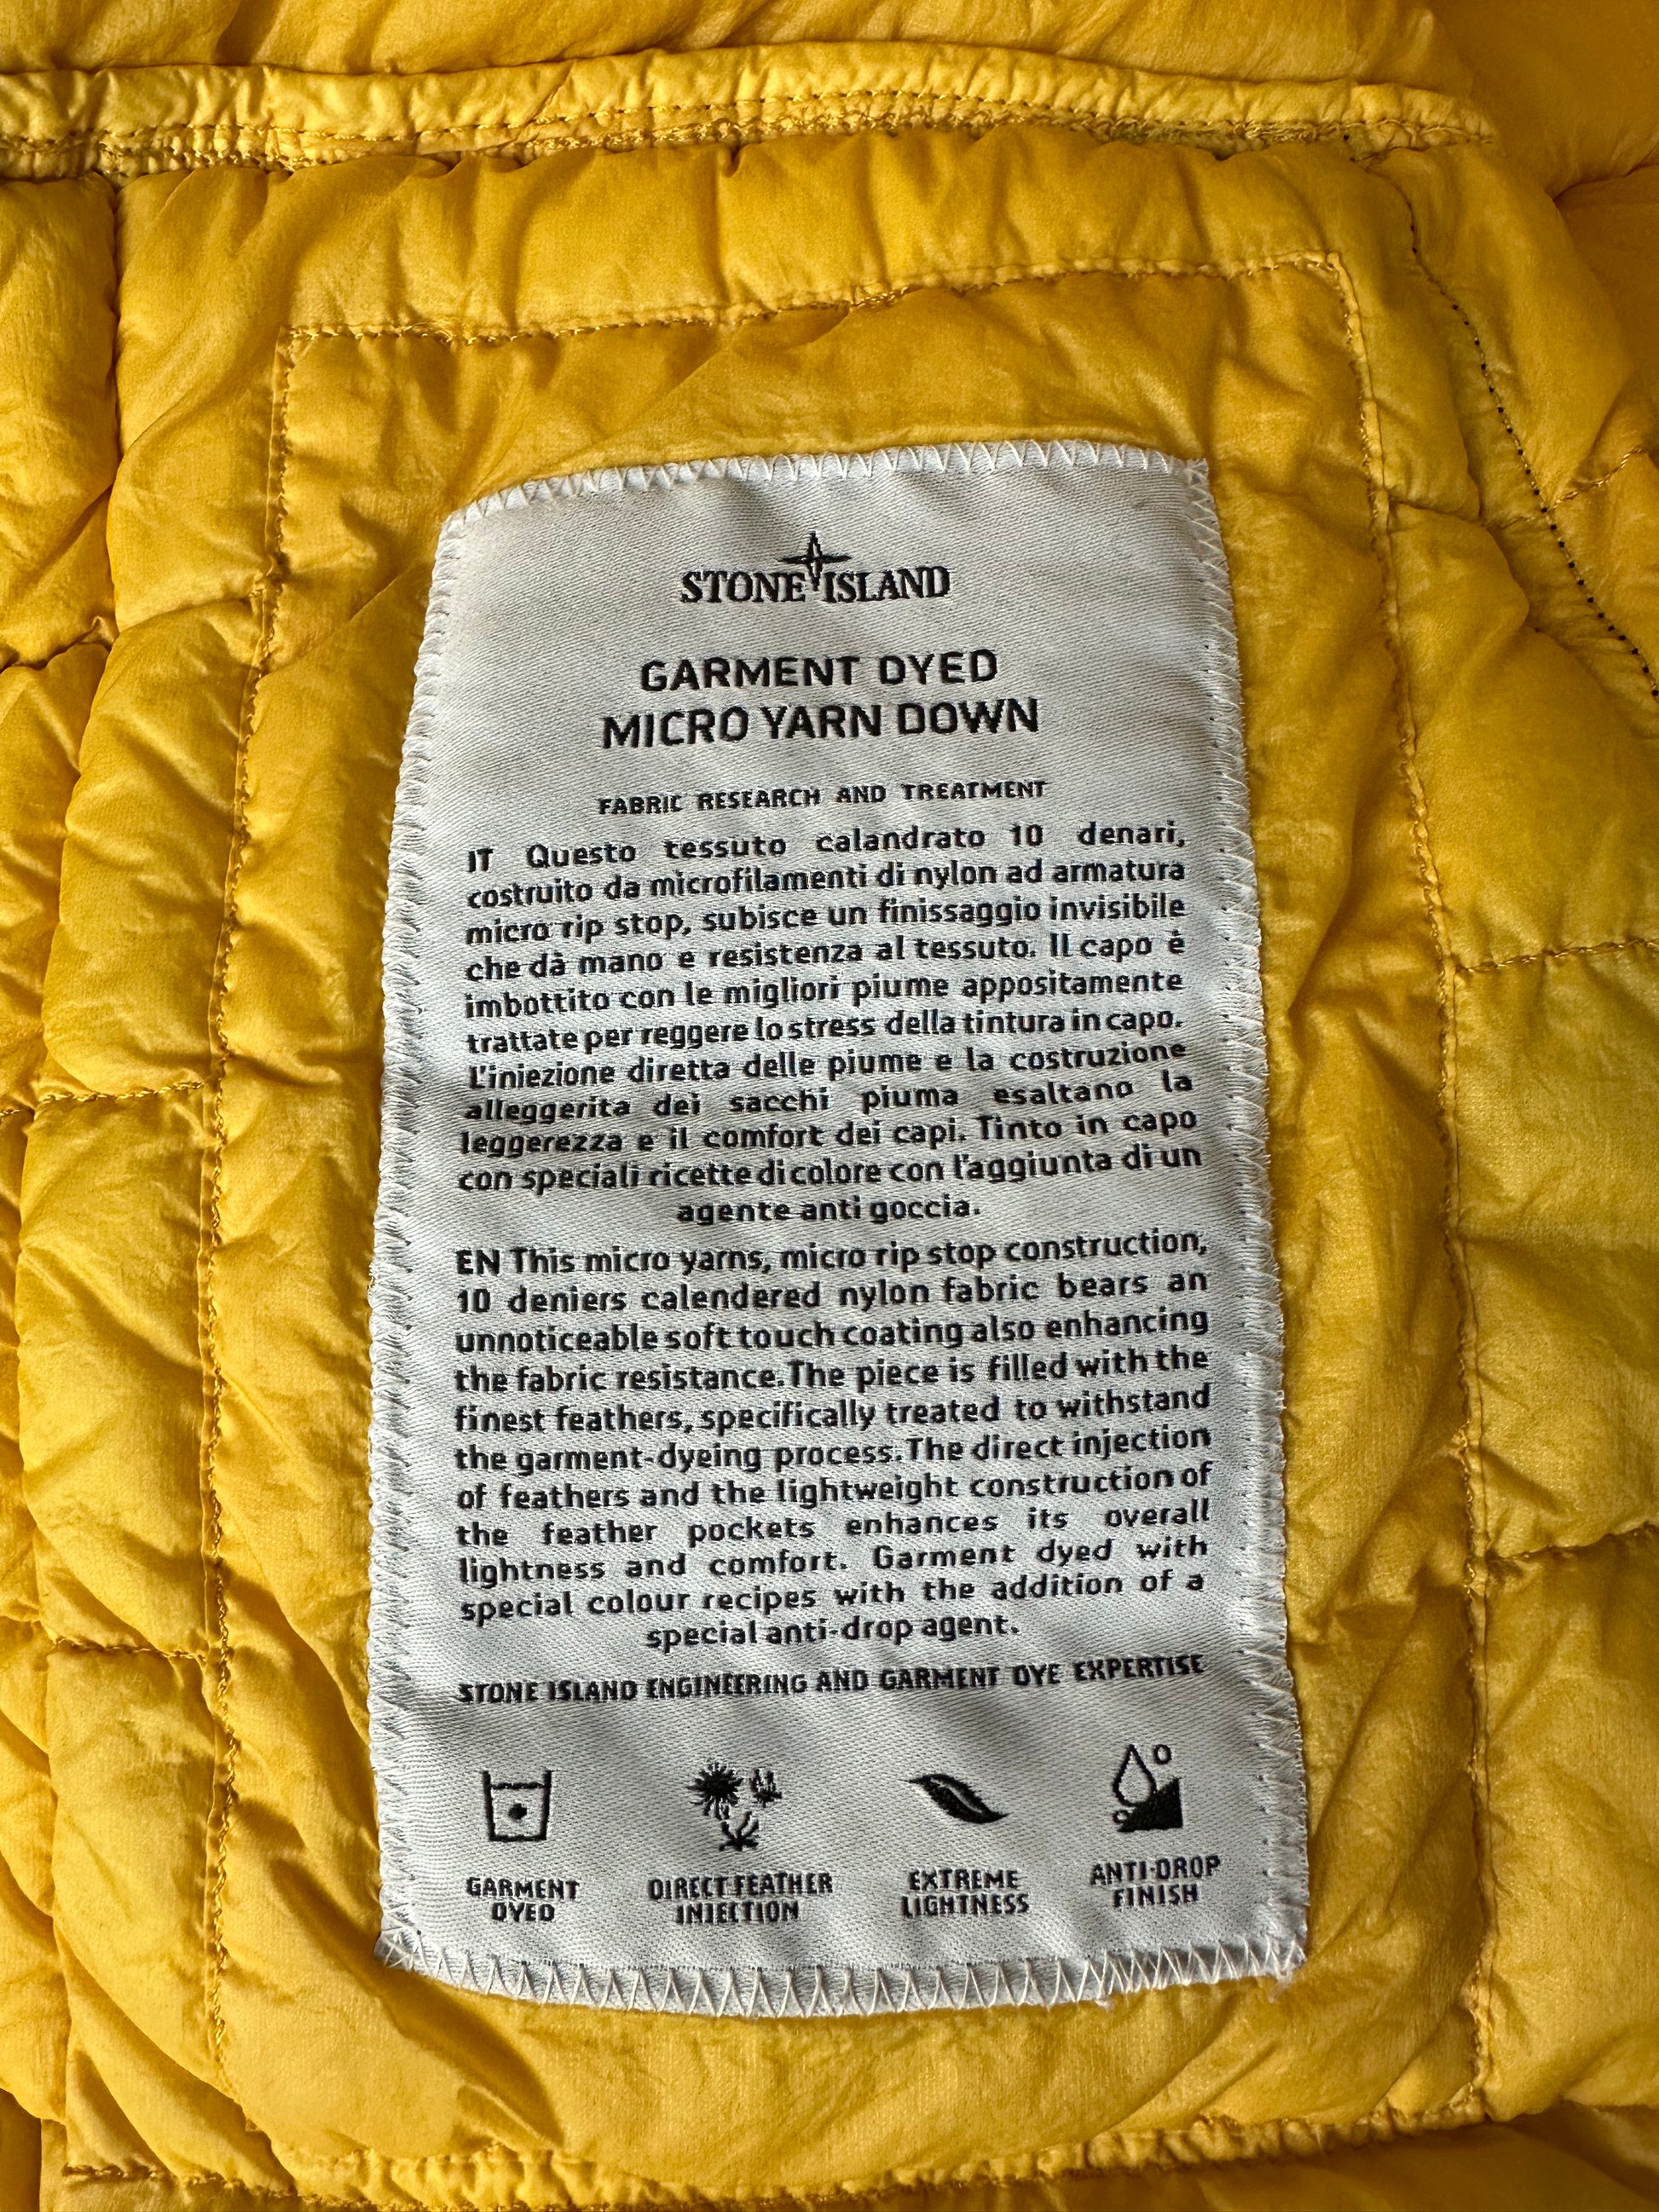 STONE ISLAND
GARMENT DYED
MICRO YARN DOWN
FABRIC RESEARCH AND TREATMENT
IT Questo tessuto calandrato 10 denari,
costruito da microfilamenti di nylon ad armatura
micro rip stop, subisce un finissaggio invisibile
che dà mano e resistenza al tessuto. Il capo è
imbottito con le migliori piume appositamente
trattate per reggere lo stress della tintura in capo.
L'iniezione diretta delle piume e la costruzione
alleggerita dei sacchi piuma esaltano la
leggerezza e il comfort dei capi. Tinto in capo
con speciali ricette di colore con l'aggiunta di un
agente anti goccia.
EN This micro yarns, micro rip stop construction,
10 deniers calendered nylon fabric bears an
unnoticeable soft touch coating also enhancing
the fabric resistance. The piece is filled with the
finest feathers, specifically treated to withstand
the garment-dyeing process. The direct injection
of feathers and the lightweight construction of
the feather pockets enhances its overall
lightness and comfort. Garment dyed with
special colour recipes with the addition of a
special anti-drop agent.
STONE ISLAND ENGINEERING AND GARMENT DYE EXPERTISE
GARMENT DYED
DIRECT FEATHER INJECTION
EXTREME LIGHTNESS
ANTI-DROP FINISH